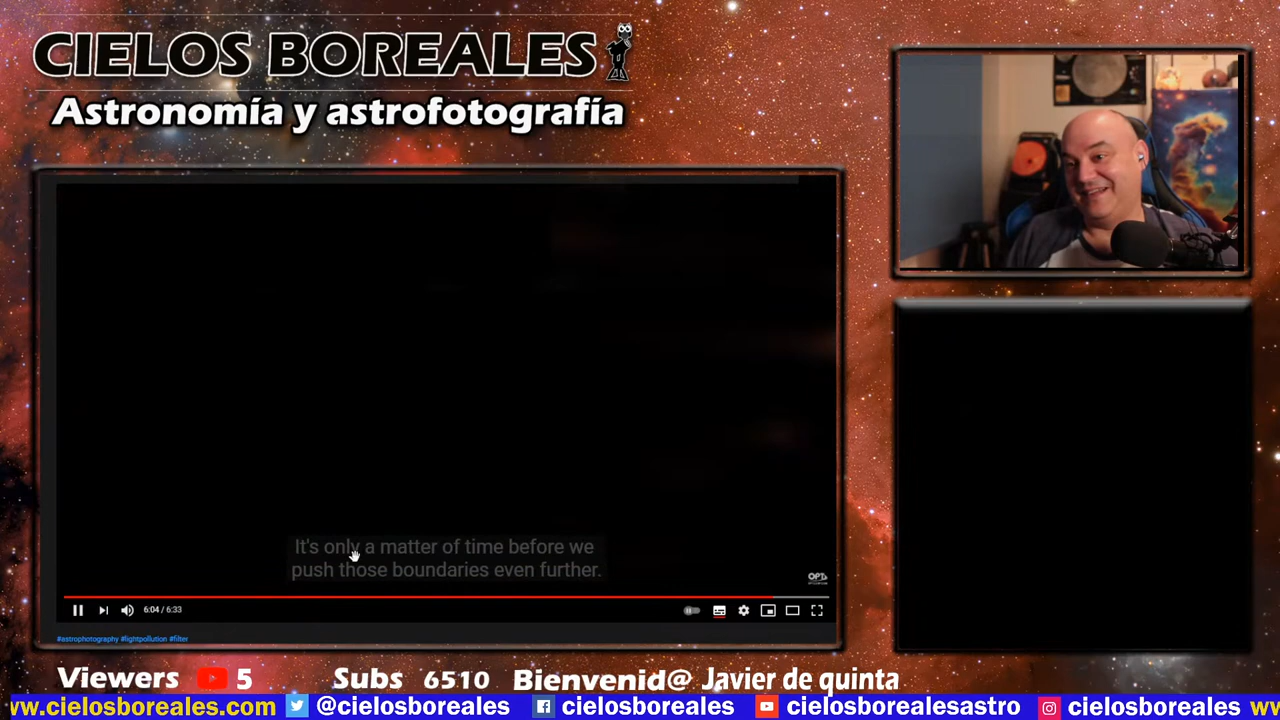 CIELOS BOREALES
Astronomía y astrofotografía
It's only a matter of time before we
push those boundaries even further.
OPT
6:04 / 6:33
#astrophotography #lightpollution #filter
Viewers 5 Subs 6510 Bienvenid@ Javier de quinta
ww.cielosboreales.com @cielosboreales cielosboreales cielosborealesastro cielosboreales wv